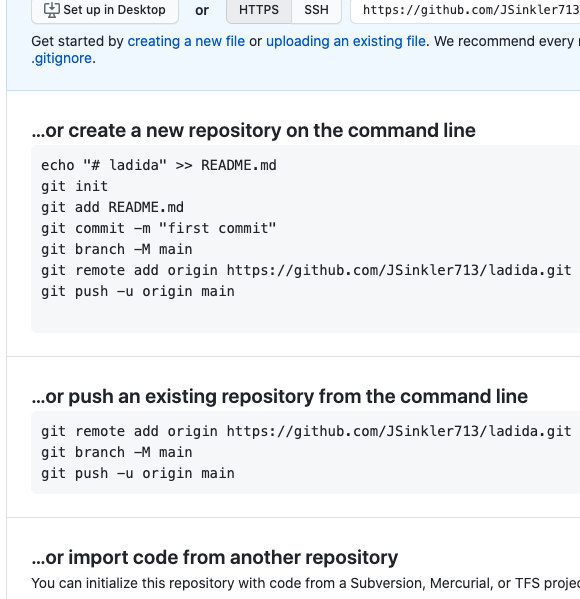 Set up in Desktop or HTTPS SSH https://github.com/JSinkler713
Get started by creating a new file or uploading an existing file. We recommend every
.gitignore.
...or create a new repository on the command line
echo "# ladida" >> README.md
git init
git add README.md
git commit -m "first commit"
git branch -M main
git remote add origin https://github.com/JSinkler713/ladida.git
git push -u origin main
...or push an existing repository from the command line
git remote add origin https://github.com/JSinkler713/ladida.git
git branch -M main
git push -u origin main
...or import code from another repository
You can initialize this repository with code from a Subversion, Mercurial, or TFS